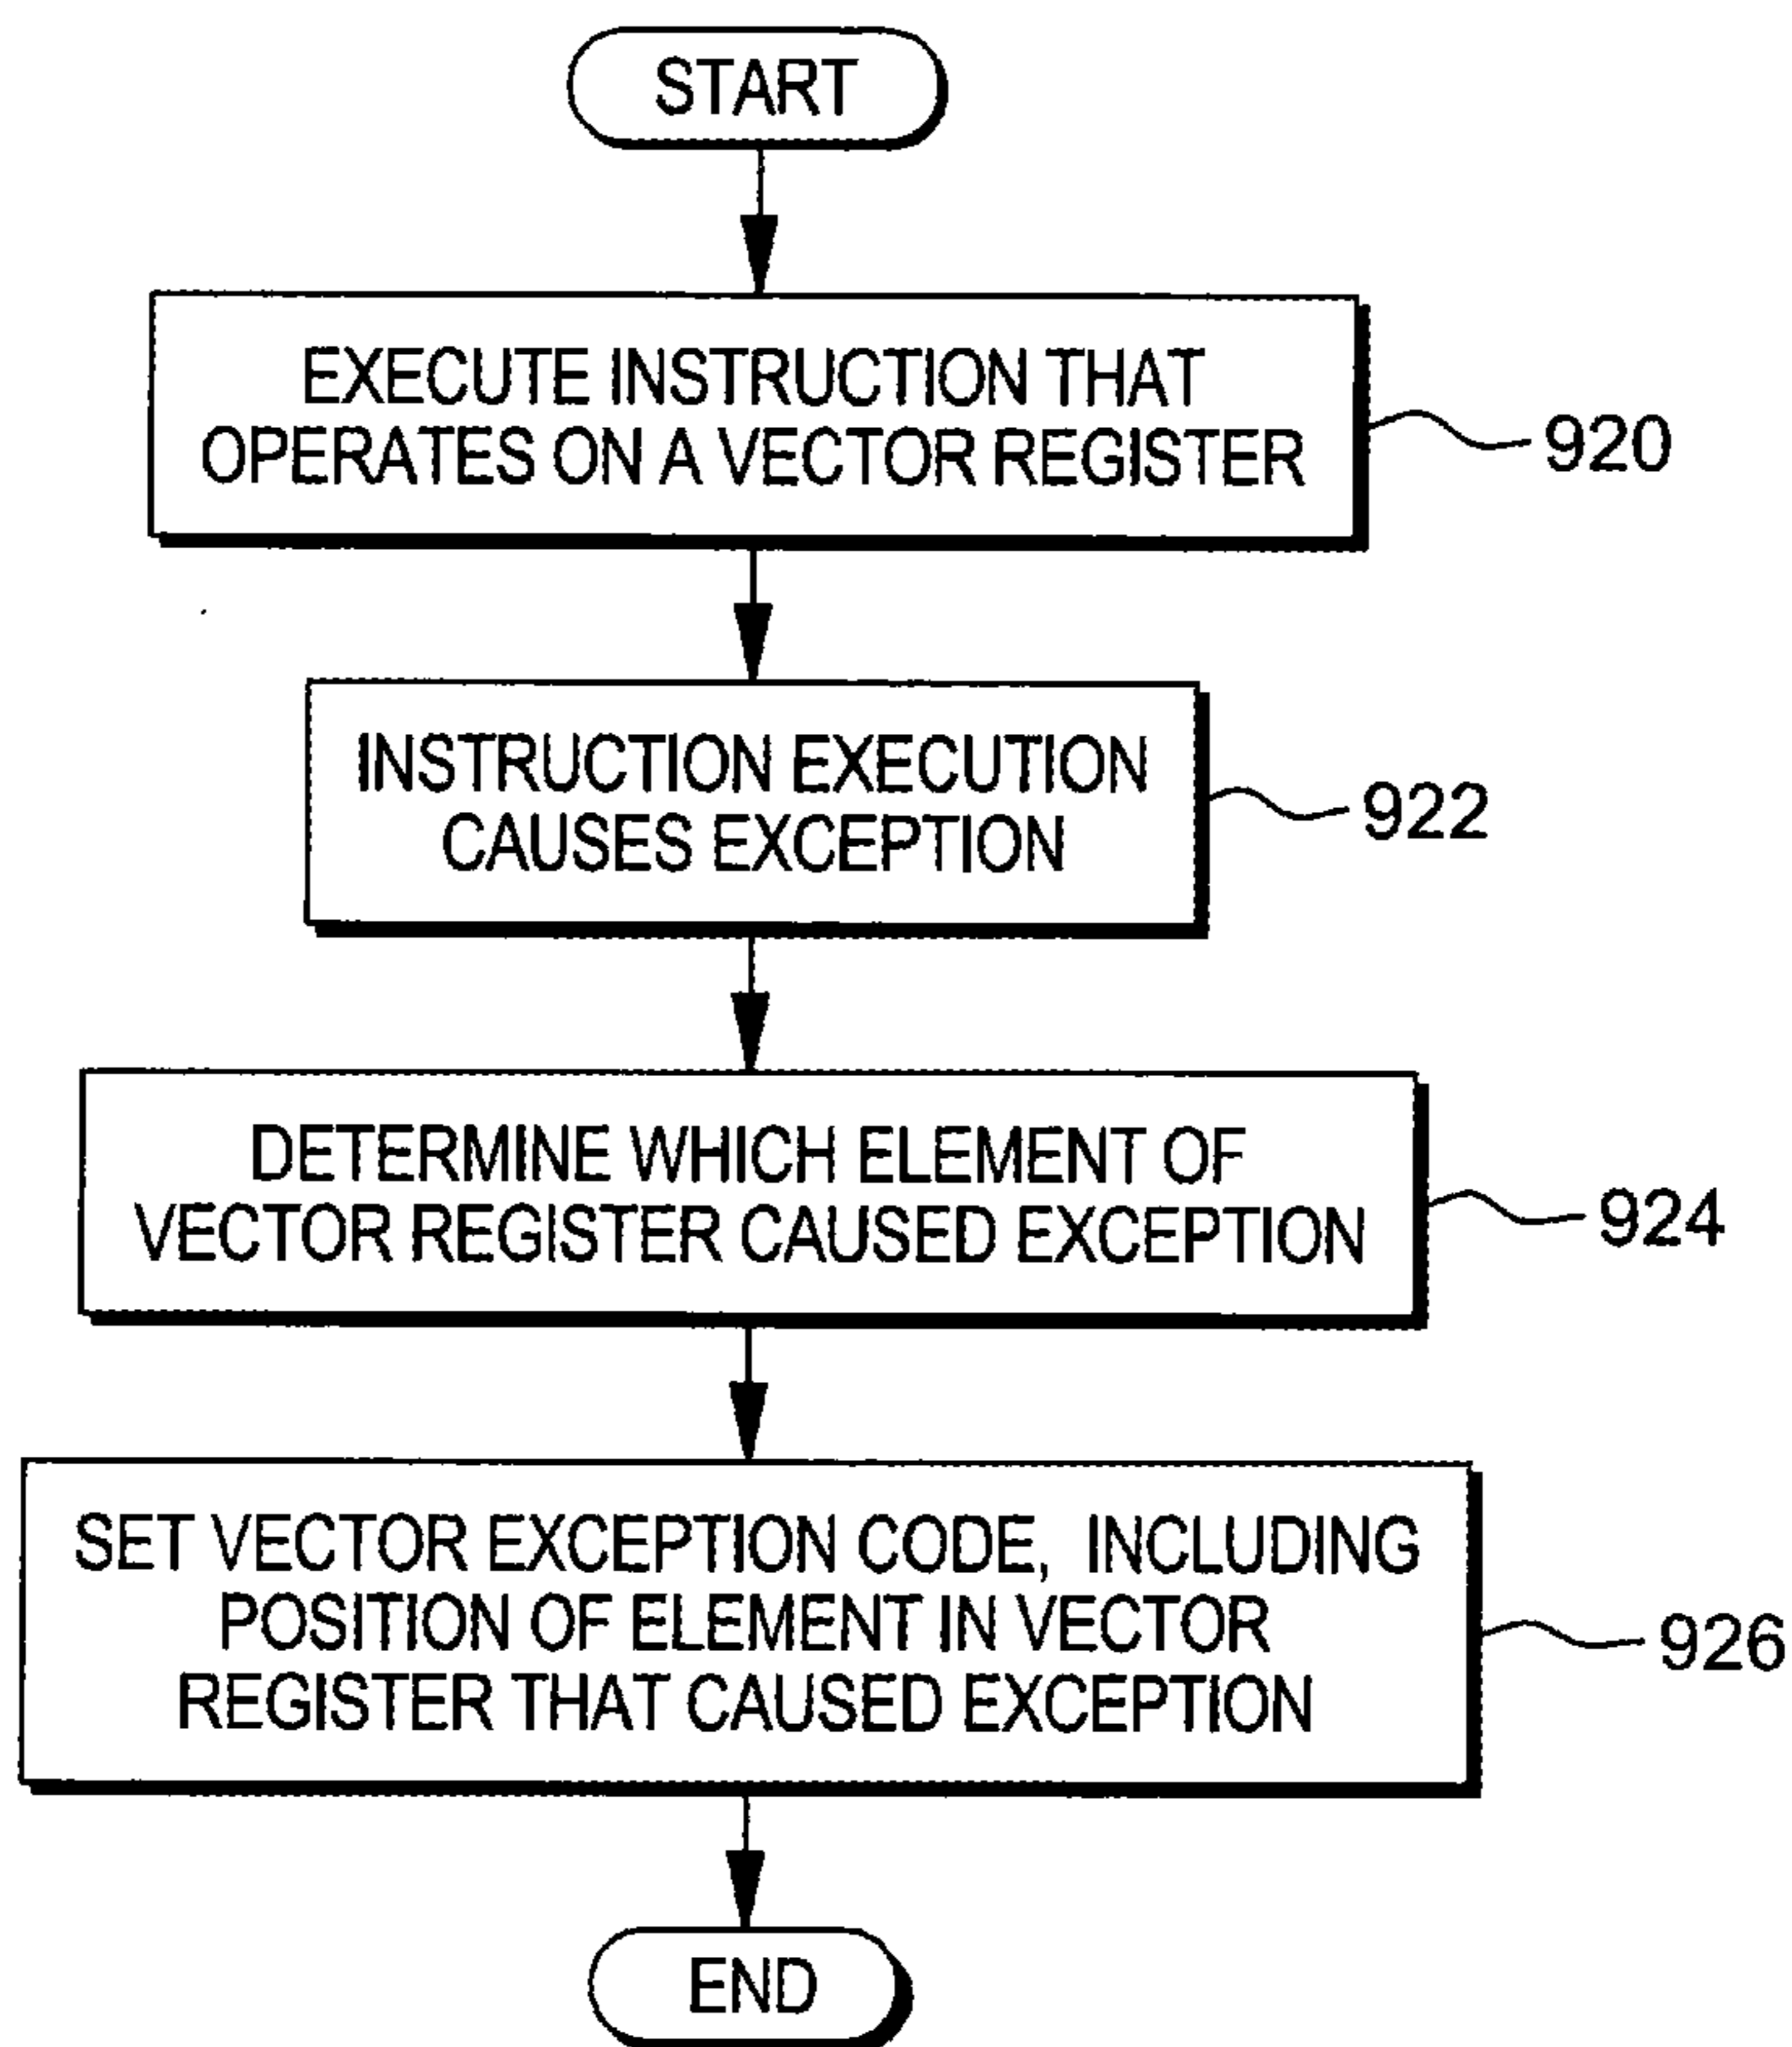 START
EXECUTE INSTRUCTION THAT
OPERATES ON A VECTOR REGISTER
920
INSTRUCTION EXECUTION
CAUSES EXCEPTION
922
DETERMINE WHICH ELEMENT OF
VECTOR REGISTER CAUSED EXCEPTION
924
SET VECTOR EXCEPTION CODE, INCLUDING
POSITION OF ELEMENT IN VECTOR
REGISTER THAT CAUSED EXCEPTION
926
END